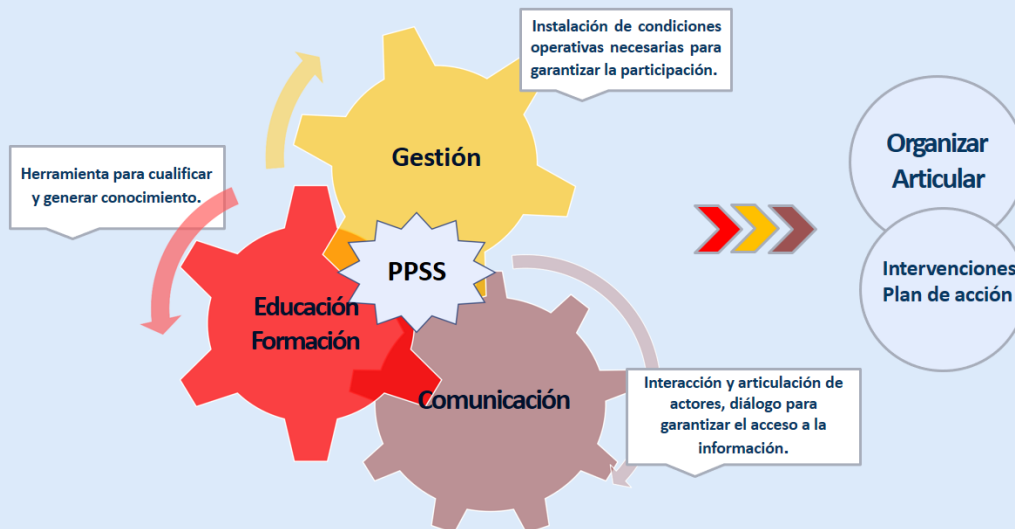 Instalación de condiciones
operativas necesarias para
garantizar la participación.
Gestión
Herramienta para cualificar
y generar conocimiento.
PPSS
Educación
Formación
Comunicación
Interacción y articulación de
actores, diálogo para
garantizar el acceso a la
información.
Organizar
Articular
Intervenciones
Plan de acción